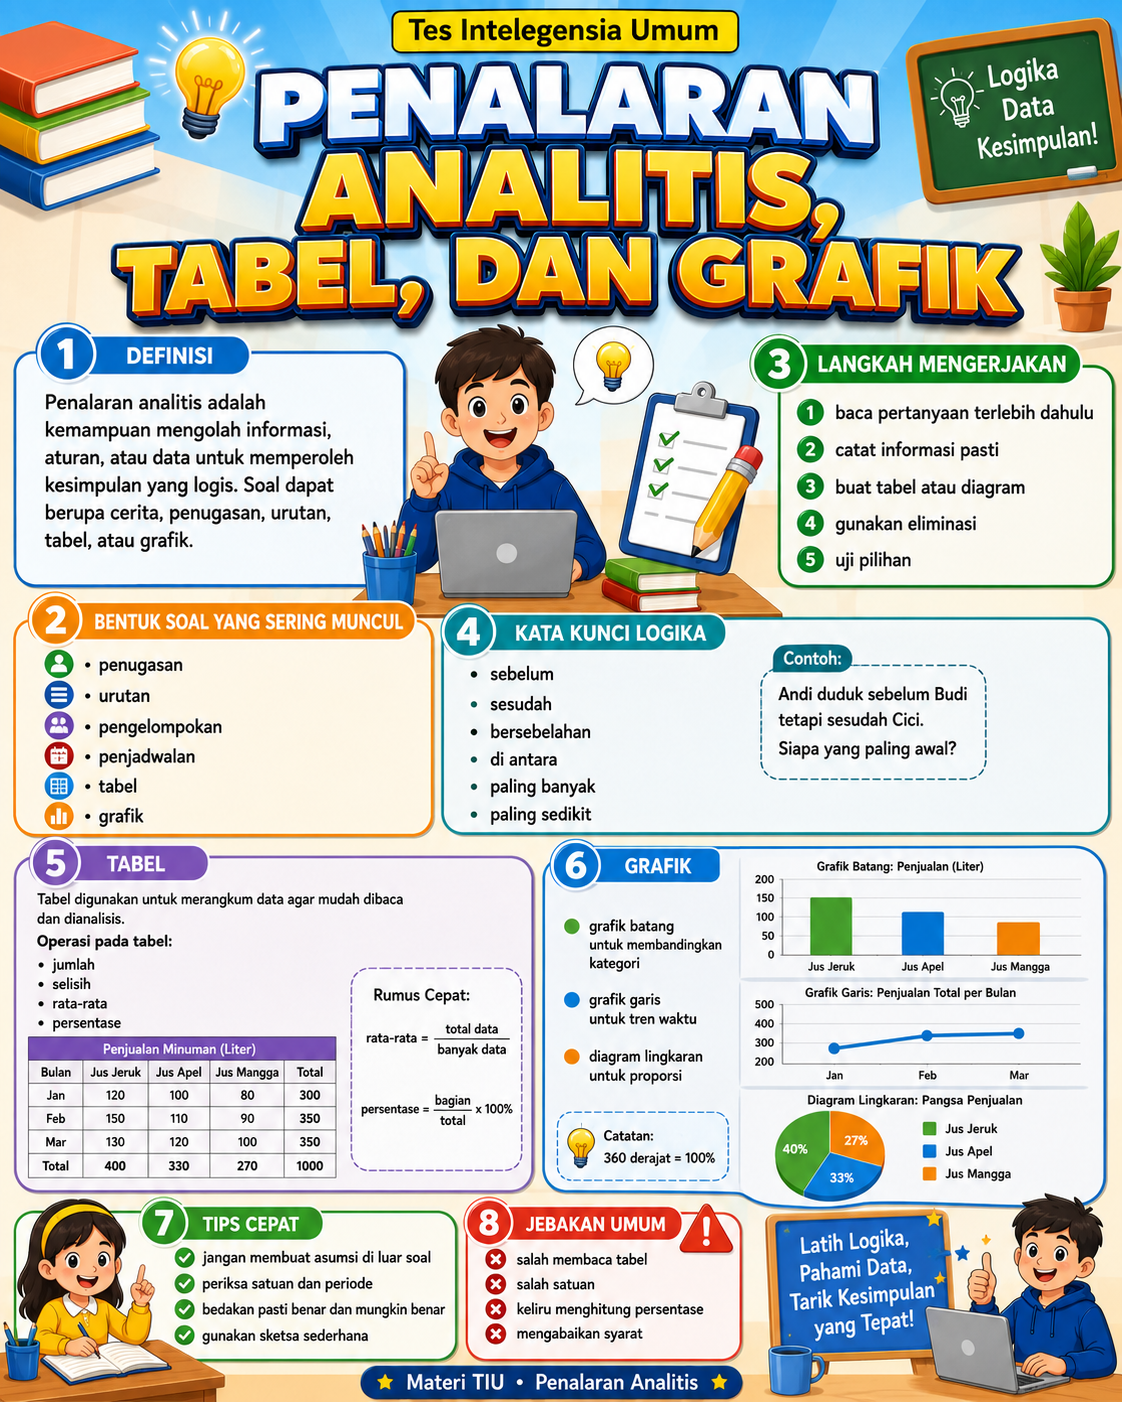 Tes Intelegensia Umum
PENALARAN
ANALITIS,
TABEL, DAN GRAFIK
Logika
Data
Kesimpulan!
1 DEFINISI
Penalaran analitis adalah
kemampuan mengolah informasi,
aturan, atau data untuk memperoleh
kesimpulan yang logis. Soal dapat
berupa cerita, penugasan, urutan,
tabel, atau grafik.
3 LANGKAH MENGERJAKAN
1 baca pertanyaan terlebih dahulu
2 catat informasi pasti
3 buat tabel atau diagram
4 gunakan eliminasi
5 uji pilihan
2 BENTUK SOAL YANG SERING MUNCUL
• penugasan
• urutan
• pengelompokan
• penjadwalan
• tabel
• grafik
4 KATA KUNCI LOGIKA
• sebelum
• sesudah
• bersebelahan
• di antara
• paling banyak
• paling sedikit
Contoh:
Andi duduk sebelum Budi
tetapi sesudah Cici.
Siapa yang paling awal?
5 TABEL
Tabel digunakan untuk merangkum data agar mudah dibaca
dan dianalisis.
Operasi pada tabel:
• jumlah
• selisih
• rata-rata
• persentase
Penjualan Minuman (Liter)
Bulan Jus Jeruk Jus Apel Jus Mangga Total
Jan 120 100 80 300
Feb 150 110 90 350
Mar 130 120 100 350
Total 400 330 270 1000
Rumus Cepat:
rata-rata = total data
banyak data
persentase = bagian
total x 100%
6 GRAFIK
grafik batang
untuk membandingkan
kategori
grafik garis
untuk tren waktu
diagram lingkaran
untuk proporsi
Catatan:
360 derajat = 100%
Grafik Batang: Penjualan (Liter)
200
150
100
50
0
Jus Jeruk Jus Apel Jus Mangga
Grafik Garis: Penjualan Total per Bulan
500
400
300
200
Jan Feb Mar
Diagram Lingkaran: Pangsa Penjualan
40% 27%
33%
Jus Jeruk
Jus Apel
Jus Mangga
7 TIPS CEPAT
jangan membuat asumsi di luar soal
periksa satuan dan periode
bedakan pasti benar dan mungkin benar
gunakan sketsa sederhana
8 JEBAKAN UMUM
salah membaca tabel
salah satuan
keliru menghitung persentase
mengabaikan syarat
Latih Logika,
Pahami Data,
Tarik Kesimpulan
yang Tepat!
Materi TIU • Penalaran Analitis